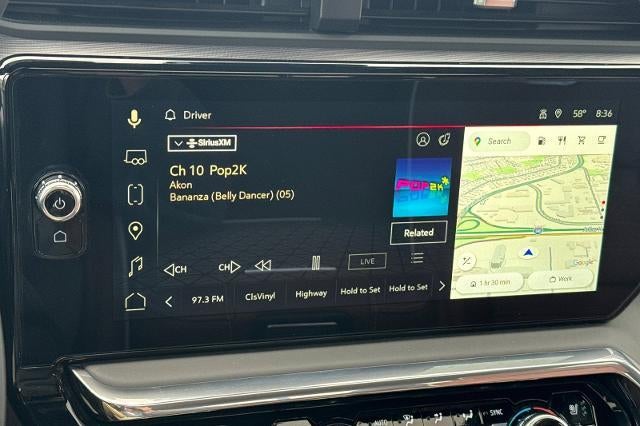 Driver
58° 8:36
SiriusXM
Search
Ch 10 Pop2K
Akon
Bananza (Belly Dancer) (05)
POP2K
Related
CH CH LIVE
97.3 FM ClsVinyl Highway Hold to Set Hold to Set
1 hr 30 min Work
Google
AUTO SYNC